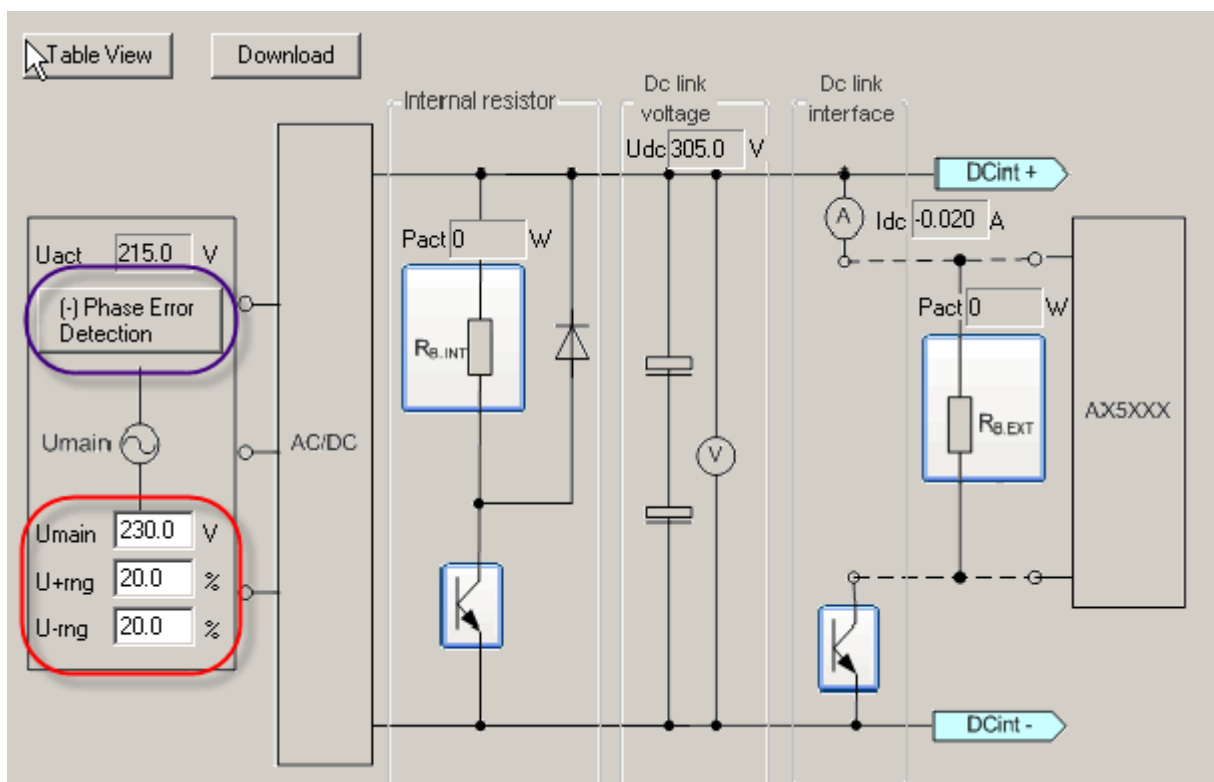 Table View
Download
Internal resistor
Dc link
voltage
Dc link
interface
Udc 305.0 V
DCint +
A
Idc -0.020 A
Uact 215.0 V
Pact 0 W
(-) Phase Error
Detection
Pact 0 W
RB.INT
AX5XXX
RB.EXT
Umain
AC/DC
V
Umain 230.0 V
U+rng 20.0 %
U-rng 20.0 %
DCint -